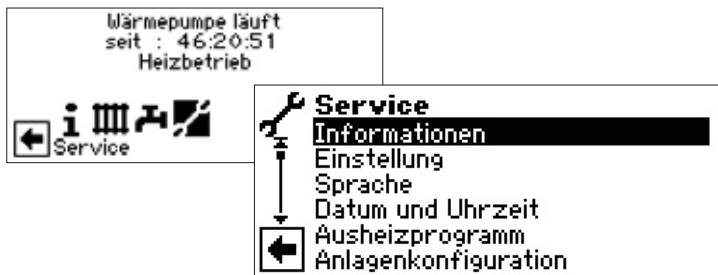 Wärmepumpe läuft
seit : 46:20:51
Heizbetrieb
Service
Service
Informationen
Einstellung
Sprache
Datum und Uhrzeit
Ausheizprogramm
Anlagenkonfiguration